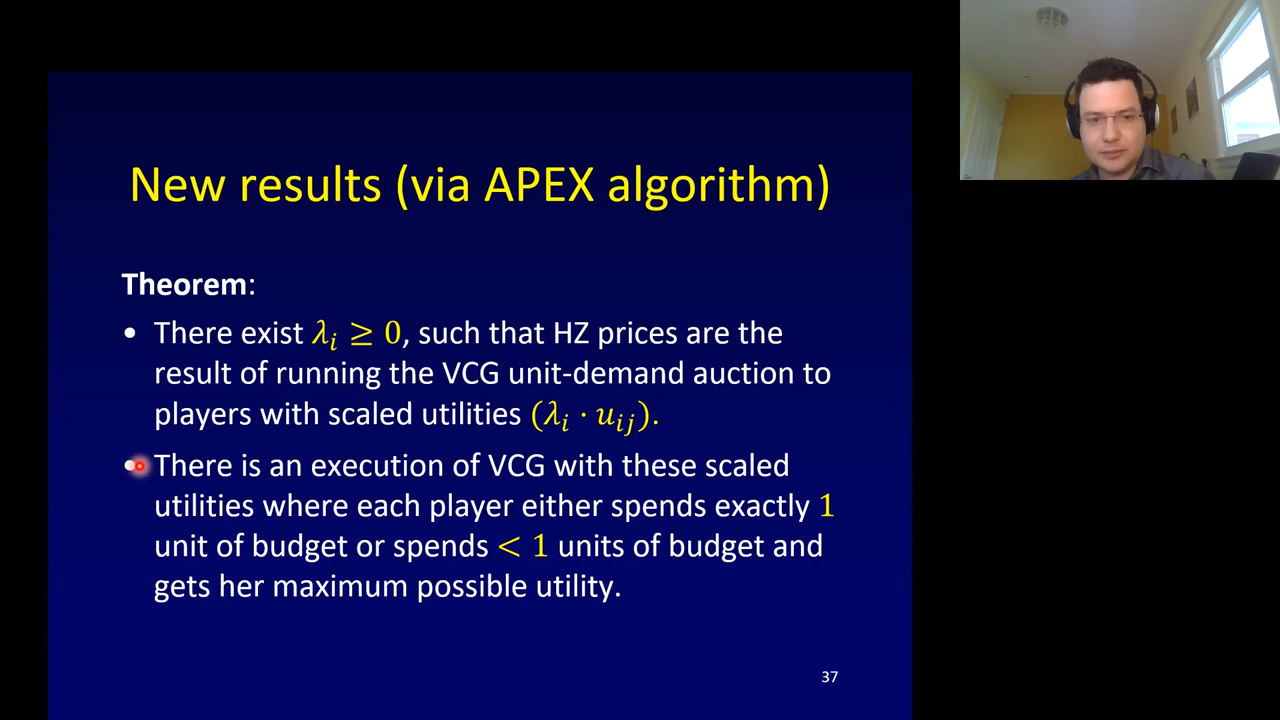 New results (via APEX algorithm)
Theorem:
• There exist λᵢ ≥ 0, such that HZ prices are the
result of running the VCG unit-demand auction to
players with scaled utilities (λᵢ · uᵢⱼ).
• There is an execution of VCG with these scaled
utilities where each player either spends exactly 1
unit of budget or spends < 1 units of budget and
gets her maximum possible utility.
37